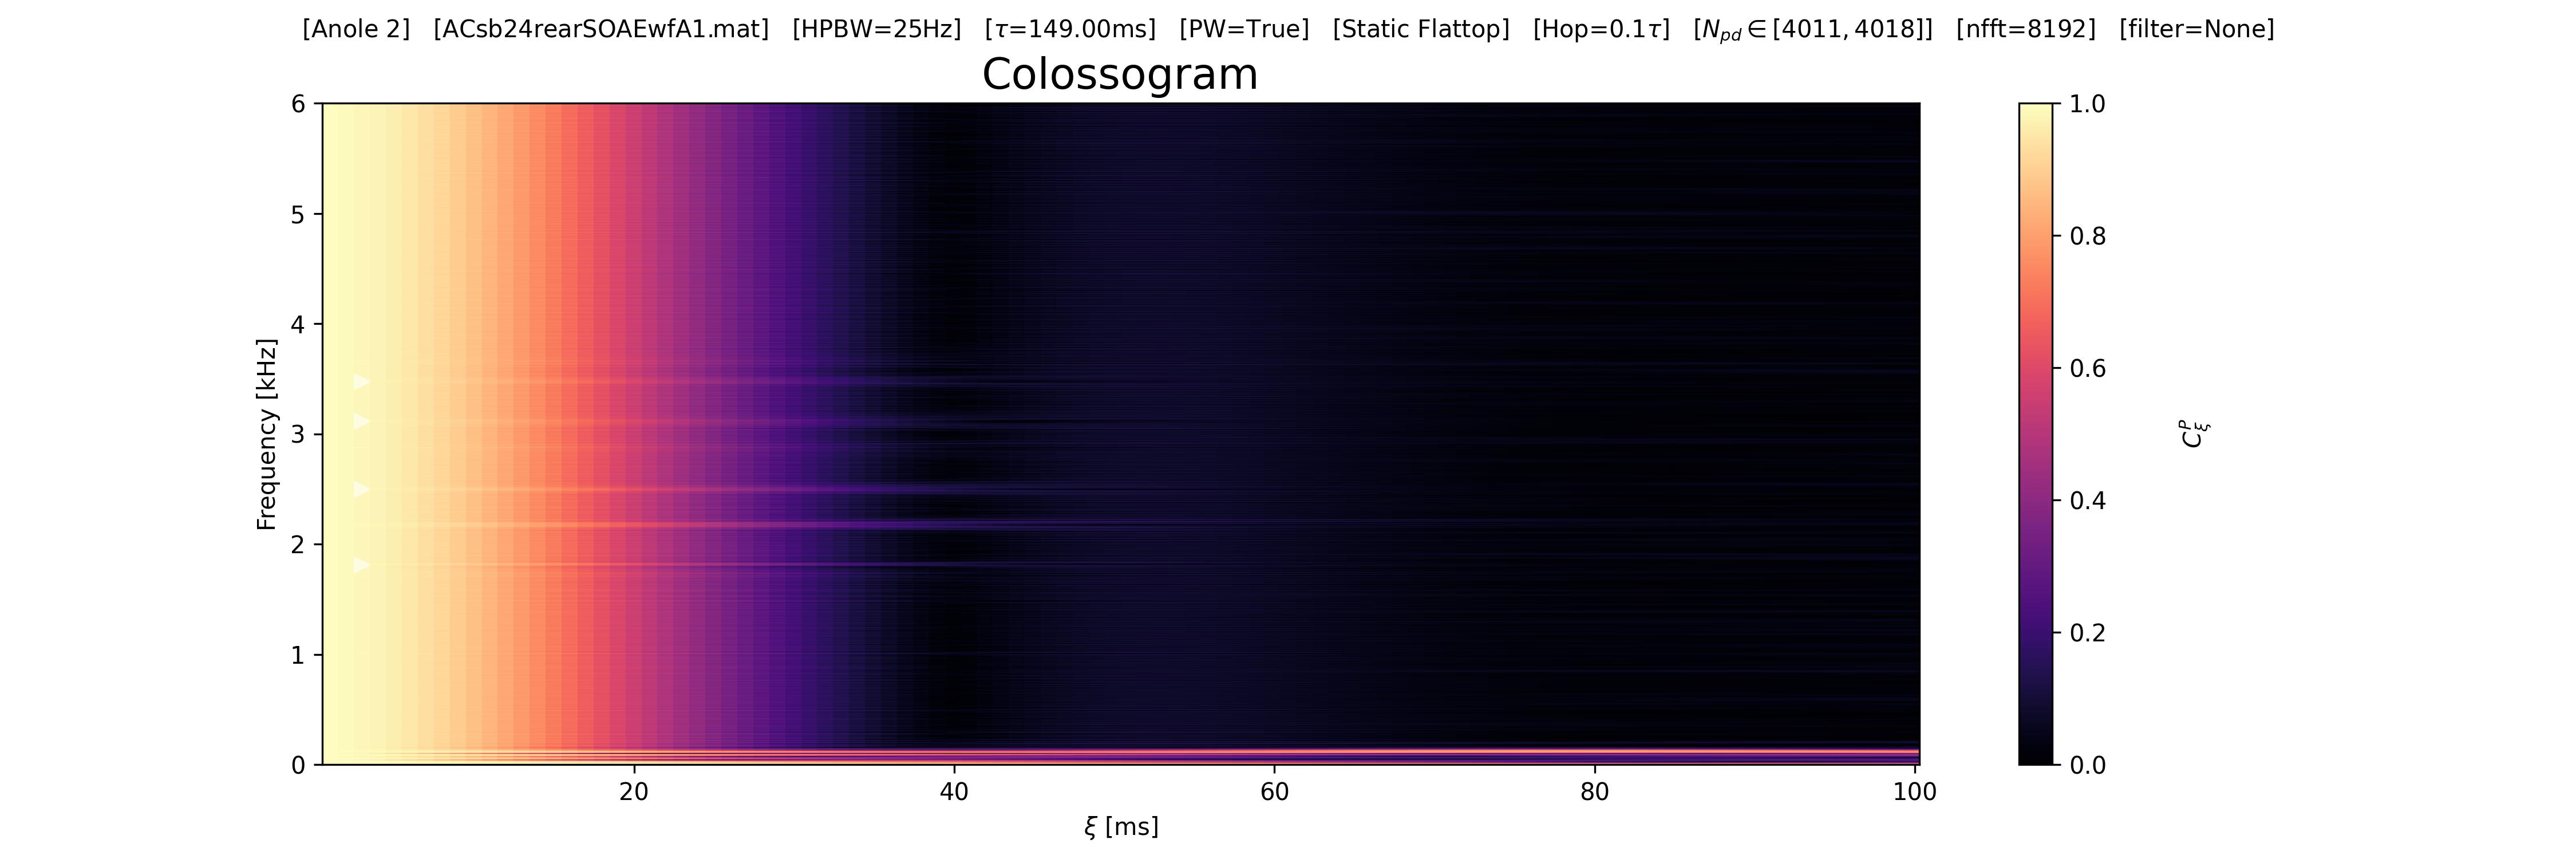 [Anole 2] [ACsb24rearSOAEwfA1.mat] [HPBW=25Hz] [τ=149.00ms] [PW=True] [Static Flattop] [Hop=0.1τ] [N_pd ∈ [4011, 4018]] [nfft=8192] [filter=None]
Colossogram
6
5
4
3
2
1
0
Frequency [kHz]
20 40 60 80 100
ξ [ms]
1.0
0.8
0.6
0.4
0.2
0.0
C_ξ^P